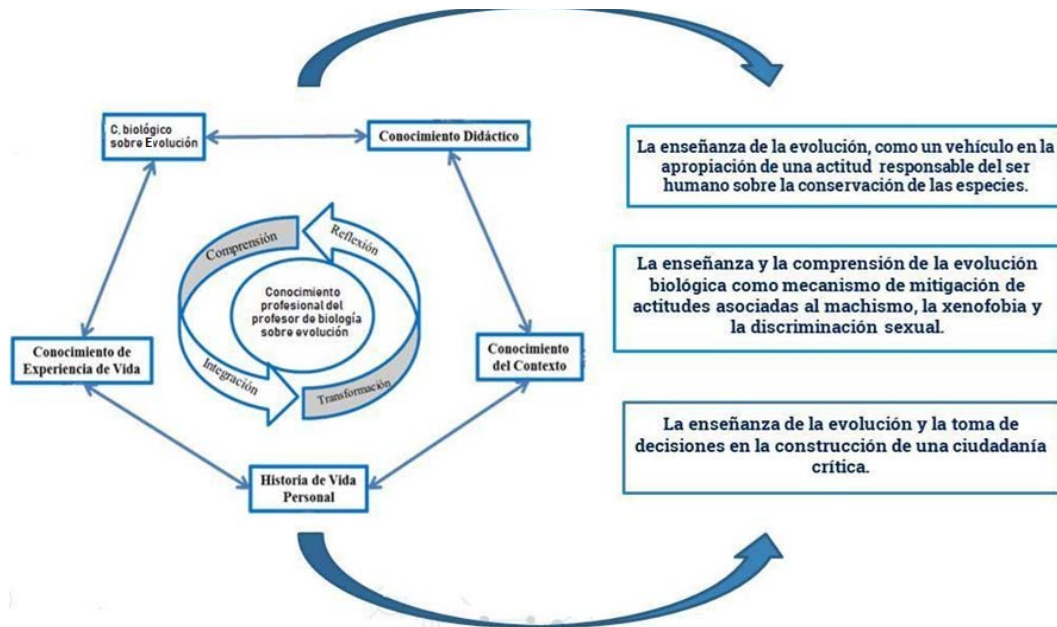 C. biológico
sobre Evolución
Conocimiento Didáctico
Comprensión
Reflexión
Conocimiento
profesional del
profesor de biología
sobre evolución
Integración
Transformación
Conocimiento de
Experiencia de Vida
Conocimiento
del Contexto
Historia de Vida
Personal
La enseñanza de la evolución, como un vehículo en la
apropiación de una actitud responsable del ser
humano sobre la conservación de las especies.
La enseñanza y la comprensión de la evolución
biológica como mecanismo de mitigación de
actitudes asociadas al machismo, la xenofobia y
la discriminación sexual.
La enseñanza de la evolución y la toma de
decisiones en la construcción de una ciudadanía
crítica.